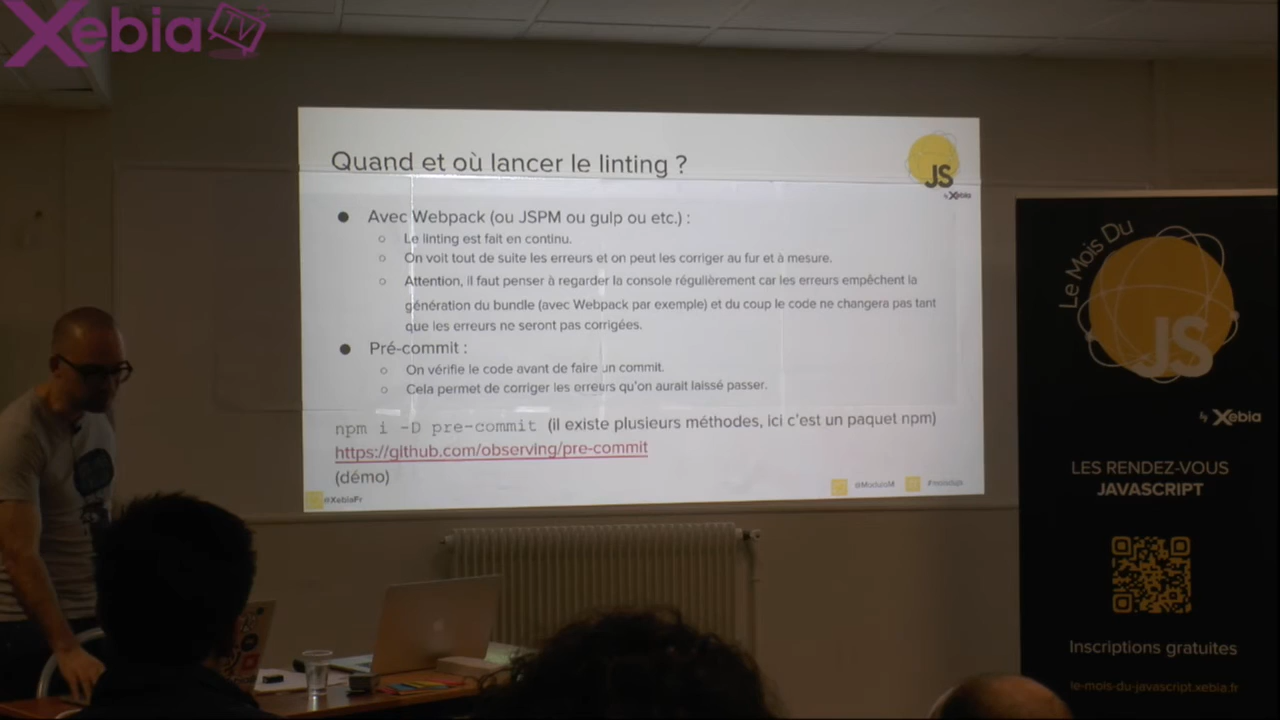 Xebia TV
Quand et où lancer le linting ?
JS
by Xebia
● Avec Webpack (ou JSPM ou gulp ou etc.) :
○ Le linting est fait en continu.
○ On voit tout de suite les erreurs et on peut les corriger au fur et à mesure.
○ Attention, il faut penser à regarder la console régulièrement car les erreurs empêchent la
génération du bundle (avec Webpack par exemple) et du coup le code ne changera pas tant
que les erreurs ne seront pas corrigées.
● Pré-commit :
○ On vérifie le code avant de faire un commit.
○ Cela permet de corriger les erreurs qu'on aurait laissé passer.
npm i -D pre-commit (il existe plusieurs méthodes, ici c'est un paquet npm)
https://github.com/observing/pre-commit
(démo)
@XebiaFr
@ModuloM
Le Mois Du
JS
by Xebia
LES RENDEZ-VOUS
JAVASCRIPT
Inscriptions gratuites
le-mois-du-javascript.xebia.fr